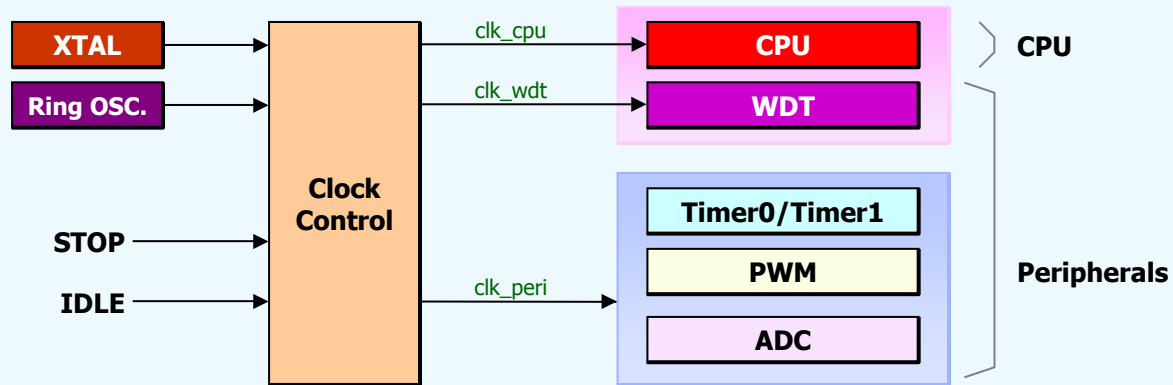 XTAL
Ring OSC.
STOP
IDLE
Clock
Control
clk_cpu
clk_wdt
clk_peri
CPU
WDT
Timer0/Timer1
PWM
ADC
CPU
Peripherals